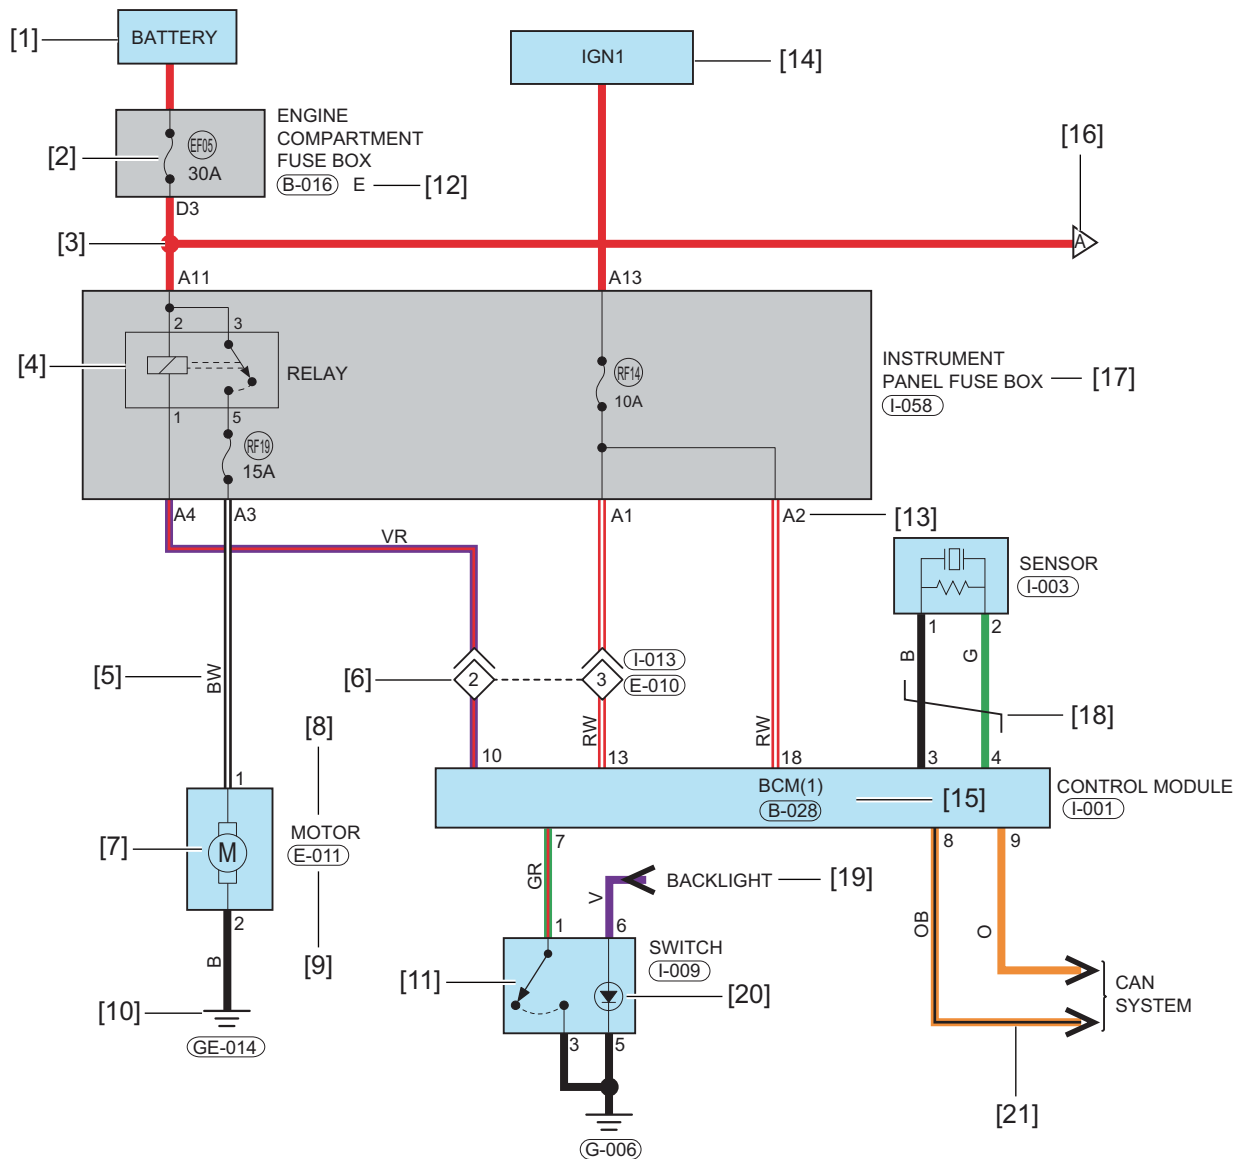 [1]
BATTERY
IGN1
[14]
[2]
EF05
30A
ENGINE
COMPARTMENT
FUSE BOX
B-016 E
[12]
[16]
D3
[3]
A
A11
A13
2
3
[4]
RELAY
1
5
RF19
15A
RF14
10A
INSTRUMENT
PANEL FUSE BOX
I-058
[17]
A4
A3
A1
A2
[13]
VR
SENSOR
I-003
1
2
B
G
[5]
BW
[6]
2
3
I-013
E-010
RW
RW
[18]
10
13
18
3
4
[8]
1
BCM(1)
B-028
[15]
CONTROL MODULE
I-001
[7]
M
MOTOR
E-011
7
8
9
GR
V
BACKLIGHT
[19]
2
B
[9]
OB
O
1
6
SWITCH
I-009
[11]
[20]
CAN
SYSTEM
[10]
GE-014
3
5
[21]
G-006